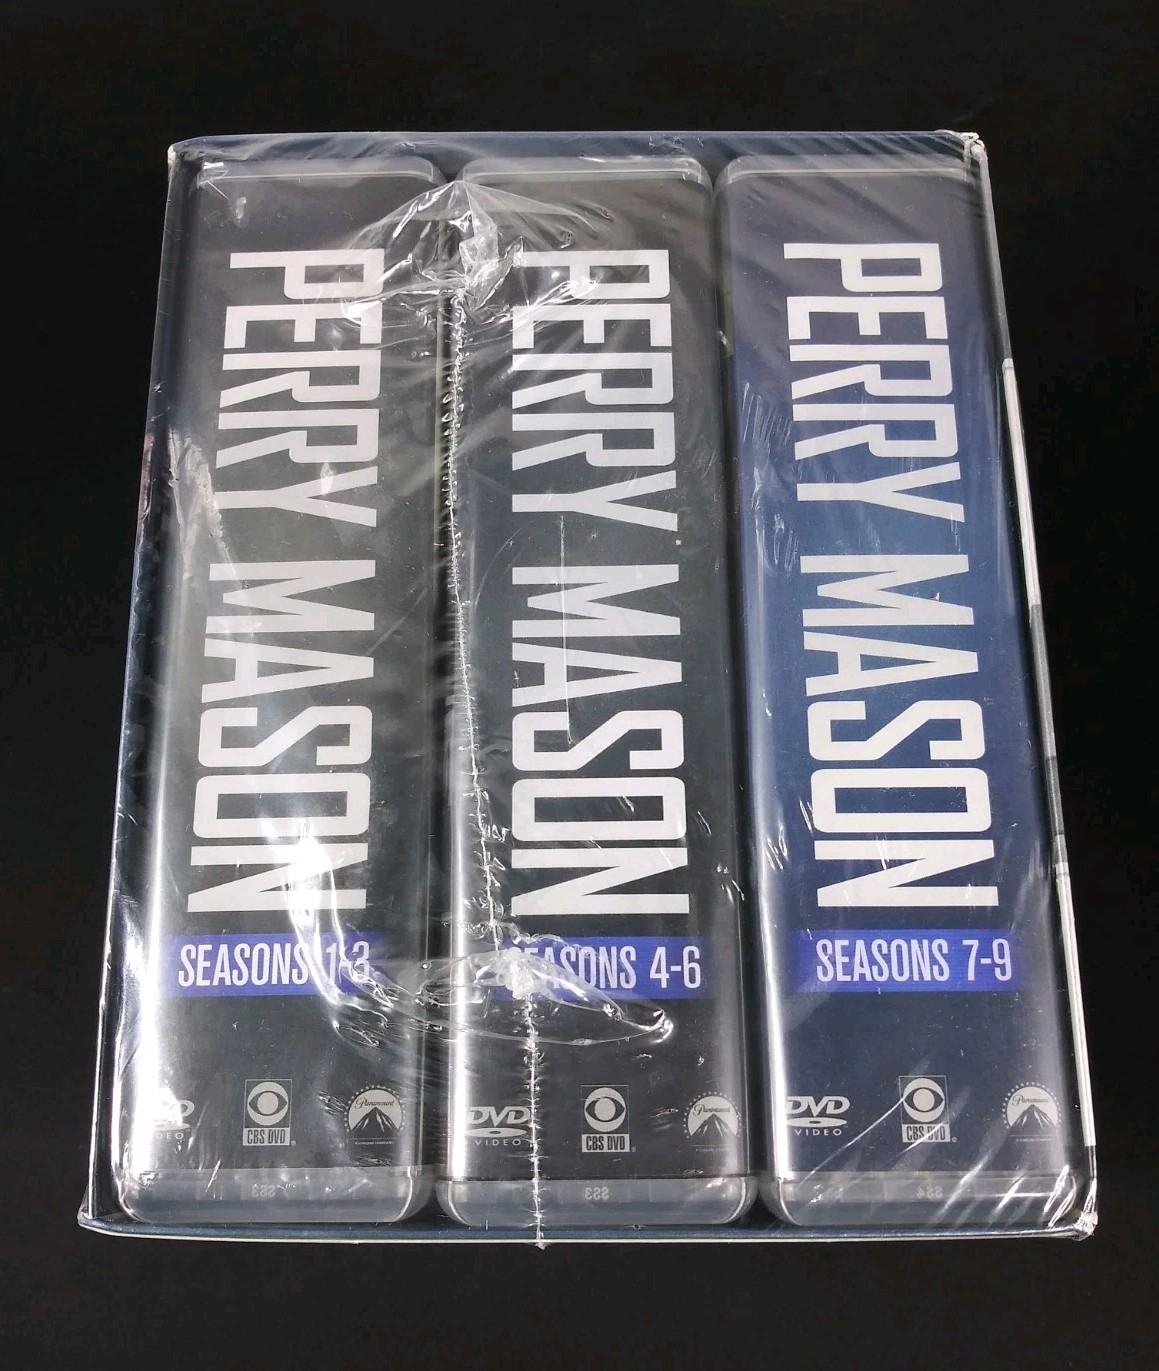 PERRY MASON
SEASONS 1-3
DVD
VIDEO
CBS DVD
Paramount
PERRY MASON
SEASONS 4-6
DVD
VIDEO
CBS DVD
Paramount
PERRY MASON
SEASONS 7-9
DVD
VIDEO
CBS DVD
Paramount